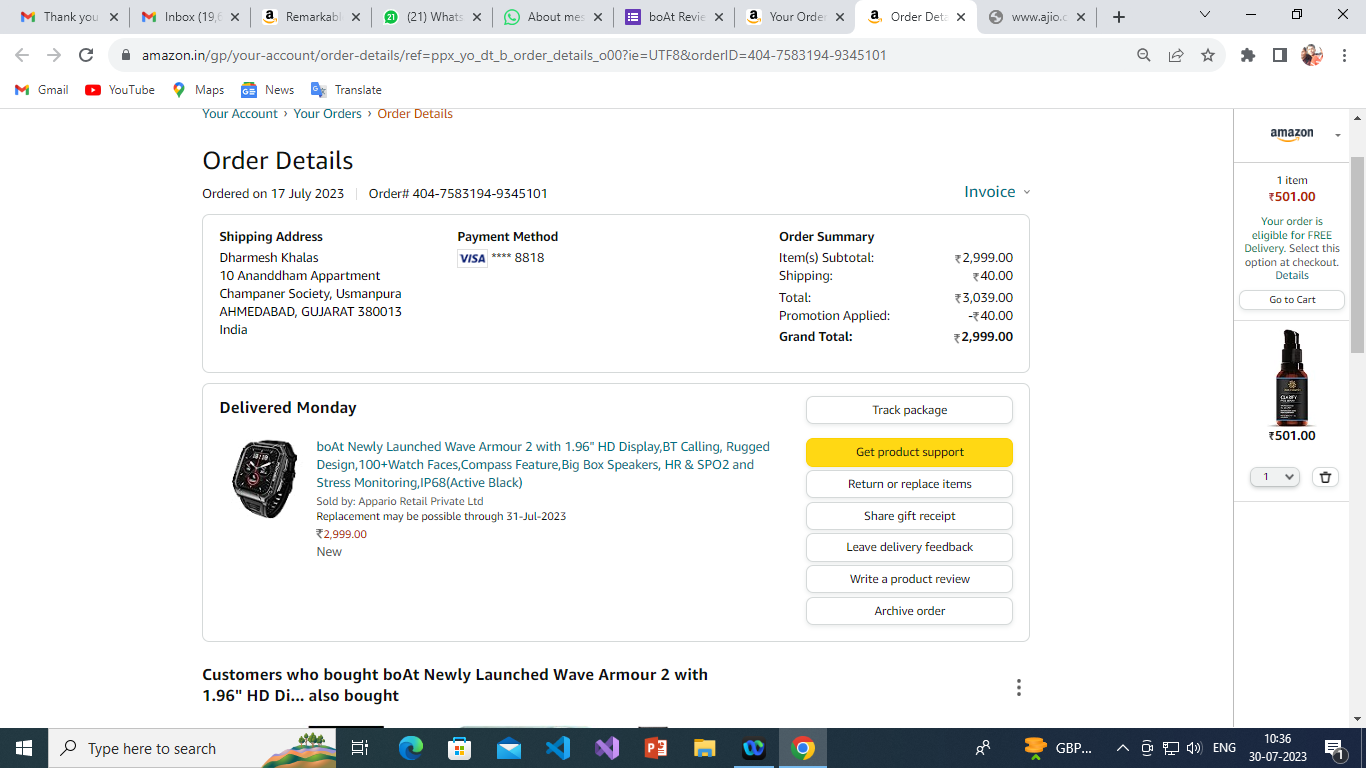 Thank you
Inbox (19,6
Remarkabl
(21) Whats
About mes
boAt Revie
Your Order
Order Deta
www.ajio.c
amazon.in/gp/your-account/order-details/ref=ppx_yo_dt_b_order_details_o00?ie=UTF8&orderID=404-7583194-9345101
Gmail
YouTube
Maps
News
Translate
Your Account › Your Orders › Order Details
Order Details
Ordered on 17 July 2023 | Order# 404-7583194-9345101
Invoice
Shipping Address
Dharmesh Khalas
10 Ananddham Appartment
Champaner Society, Usmanpura
AHMEDABAD, GUJARAT 380013
India
Payment Method
VISA **** 8818
Order Summary
Item(s) Subtotal: ₹2,999.00
Shipping: ₹40.00
Total: ₹3,039.00
Promotion Applied: -₹40.00
Grand Total: ₹2,999.00
Delivered Monday
boAt Newly Launched Wave Armour 2 with 1.96" HD Display,BT Calling, Rugged
Design,100+Watch Faces,Compass Feature,Big Box Speakers, HR & SPO2 and
Stress Monitoring,IP68(Active Black)
Sold by: Appario Retail Private Ltd
Replacement may be possible through 31-Jul-2023
₹2,999.00
New
Track package
Get product support
Return or replace items
Share gift receipt
Leave delivery feedback
Write a product review
Archive order
Customers who bought boAt Newly Launched Wave Armour 2 with
1.96" HD Di... also bought
amazon
1 item
₹501.00
Your order is
eligible for FREE
Delivery. Select this
option at checkout.
Details
Go to Cart
CLARIFY
₹501.00
1
Type here to search
GBP...
ENG
10:36
30-07-2023
1